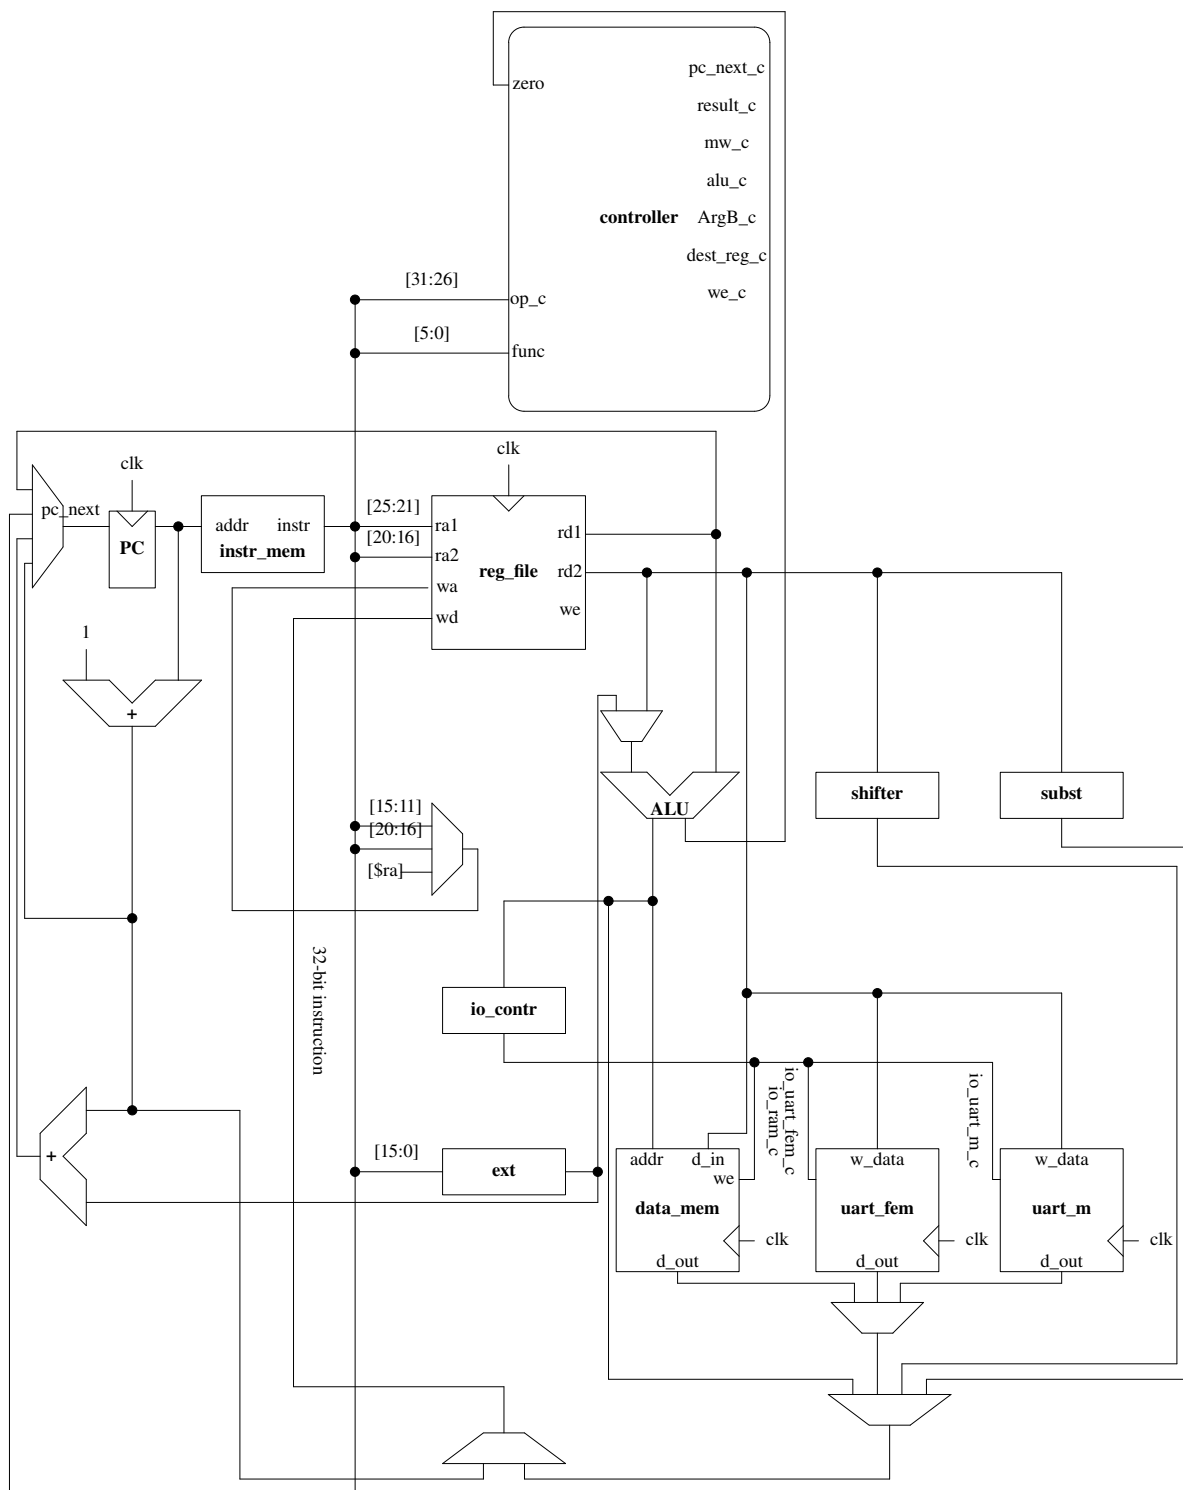 pc_next_c
zero
result_c
mw_c
alu_c
controller ArgB_c
dest_reg_c
[31:26]
we_c
op_c
[5:0]
func
clk
clk
pc_next
[25:21]
addr instr
ra1
rd1
[20:16]
PC
instr_mem
ra2
reg_file
rd2
wa
we
wd
1
+
ALU
shifter
subst
[15:11]
[20:16]
[$ra]
32-bit instruction
io_contr
io_uart_fem_c
io_ram_c
io_uart_m_c
+
[15:0]
ext
addr d_in
we
w_data
w_data
data_mem
uart_fem
uart_m
clk
clk
clk
d_out
d_out
d_out